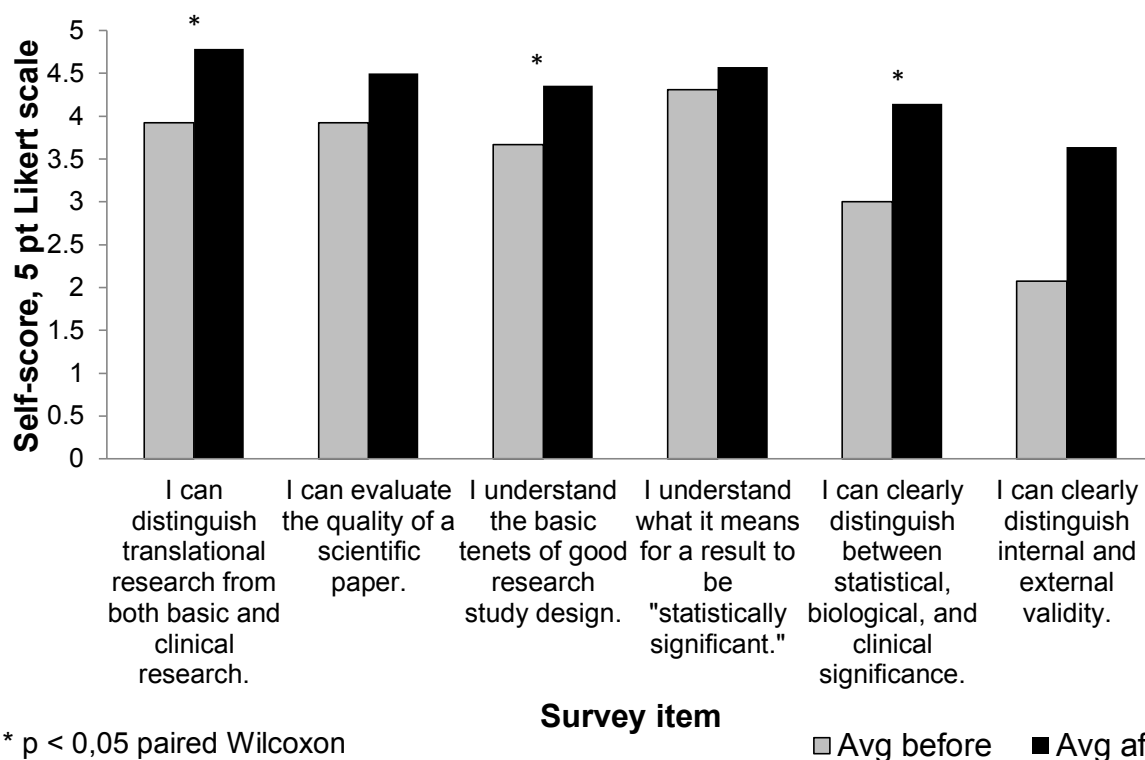 Self-score, 5 pt Likert scale
5
4.5
4
3.5
3
2.5
2
1.5
1
0.5
0
*
*
*
I can
distinguish
translational
research from
both basic and
clinical
research.
I can evaluate
the quality of a
scientific
paper.
I understand
the basic
tenets of good
research
study design.
I understand
what it means
for a result to
be
"statistically
significant."
I can clearly
distinguish
between
statistical,
biological, and
clinical
significance.
I can clearly
distinguish
internal and
external
validity.
Survey item
* p < 0,05 paired Wilcoxon
Avg before
Avg af